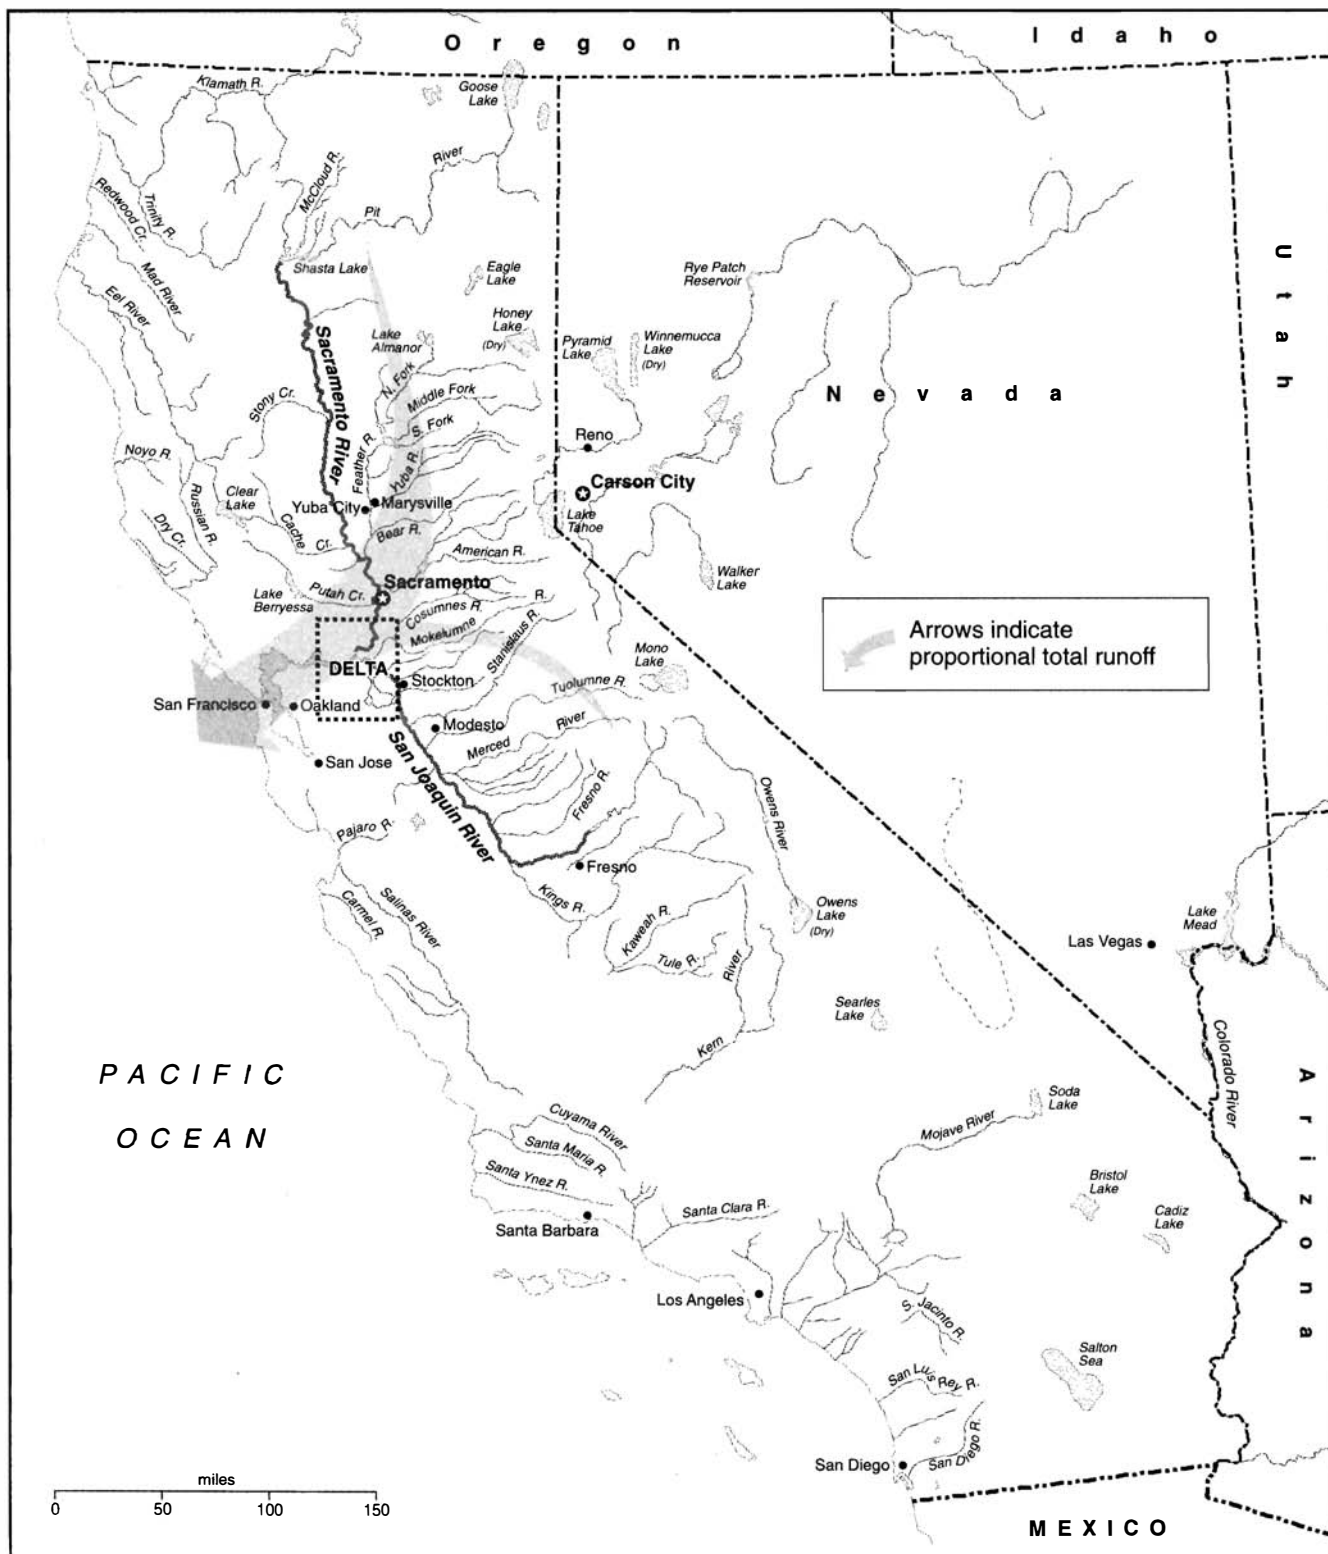 Oregon
Idaho
Klamath R.
Goose
Lake
McCloud R.
River
Pit
Redwood Cr.
Trinity R.
Mad River
Eel River
Shasta Lake
Eagle
Lake
Rye Patch
Reservoir
Utah
Honey
Lake
(Dry)
Lake
Almanor
Pyramid
Lake
Winnemucca
Lake
(Dry)
Sacramento River
N. Fork
Middle Fork
S. Fork
Nevada
Stony Cr.
Feather R.
Yuba R.
Reno
Noyo R.
Russian R.
Clear
Lake
Yuba City
Marysville
Carson City
Lake
Tahoe
Dry Cr.
Cache
Cr.
Bear R.
American R.
Walker
Lake
Lake
Berryessa
Putah Cr.
Sacramento
Cosumnes R.
Mokelumne
R.
Stanislaus R.
Arrows indicate
proportional total runoff
DELTA
Stockton
Mono
Lake
Tuolumne R.
San Francisco
Oakland
Modesto
Merced
River
San Jose
San Joaquin River
Fresno R.
Owens River
Pajaro R.
Fresno
Kings R.
Salinas River
Carmel R.
Kaweah R.
Tule R.
River
Kern
Owens
Lake
(Dry)
Lake
Mead
Las Vegas
Searles
Lake
Colorado River
Arizona
PACIFIC
OCEAN
Soda
Lake
Mojave River
Cuyama River
Santa Maria R.
Santa Ynez R.
Bristol
Lake
Cadiz
Lake
Santa Clara R.
Santa Barbara
Los Angeles
S. Jacinto R.
Salton
Sea
San Luis Rey R.
San Diego
San Diego R.
miles
0 50 100 150
MEXICO